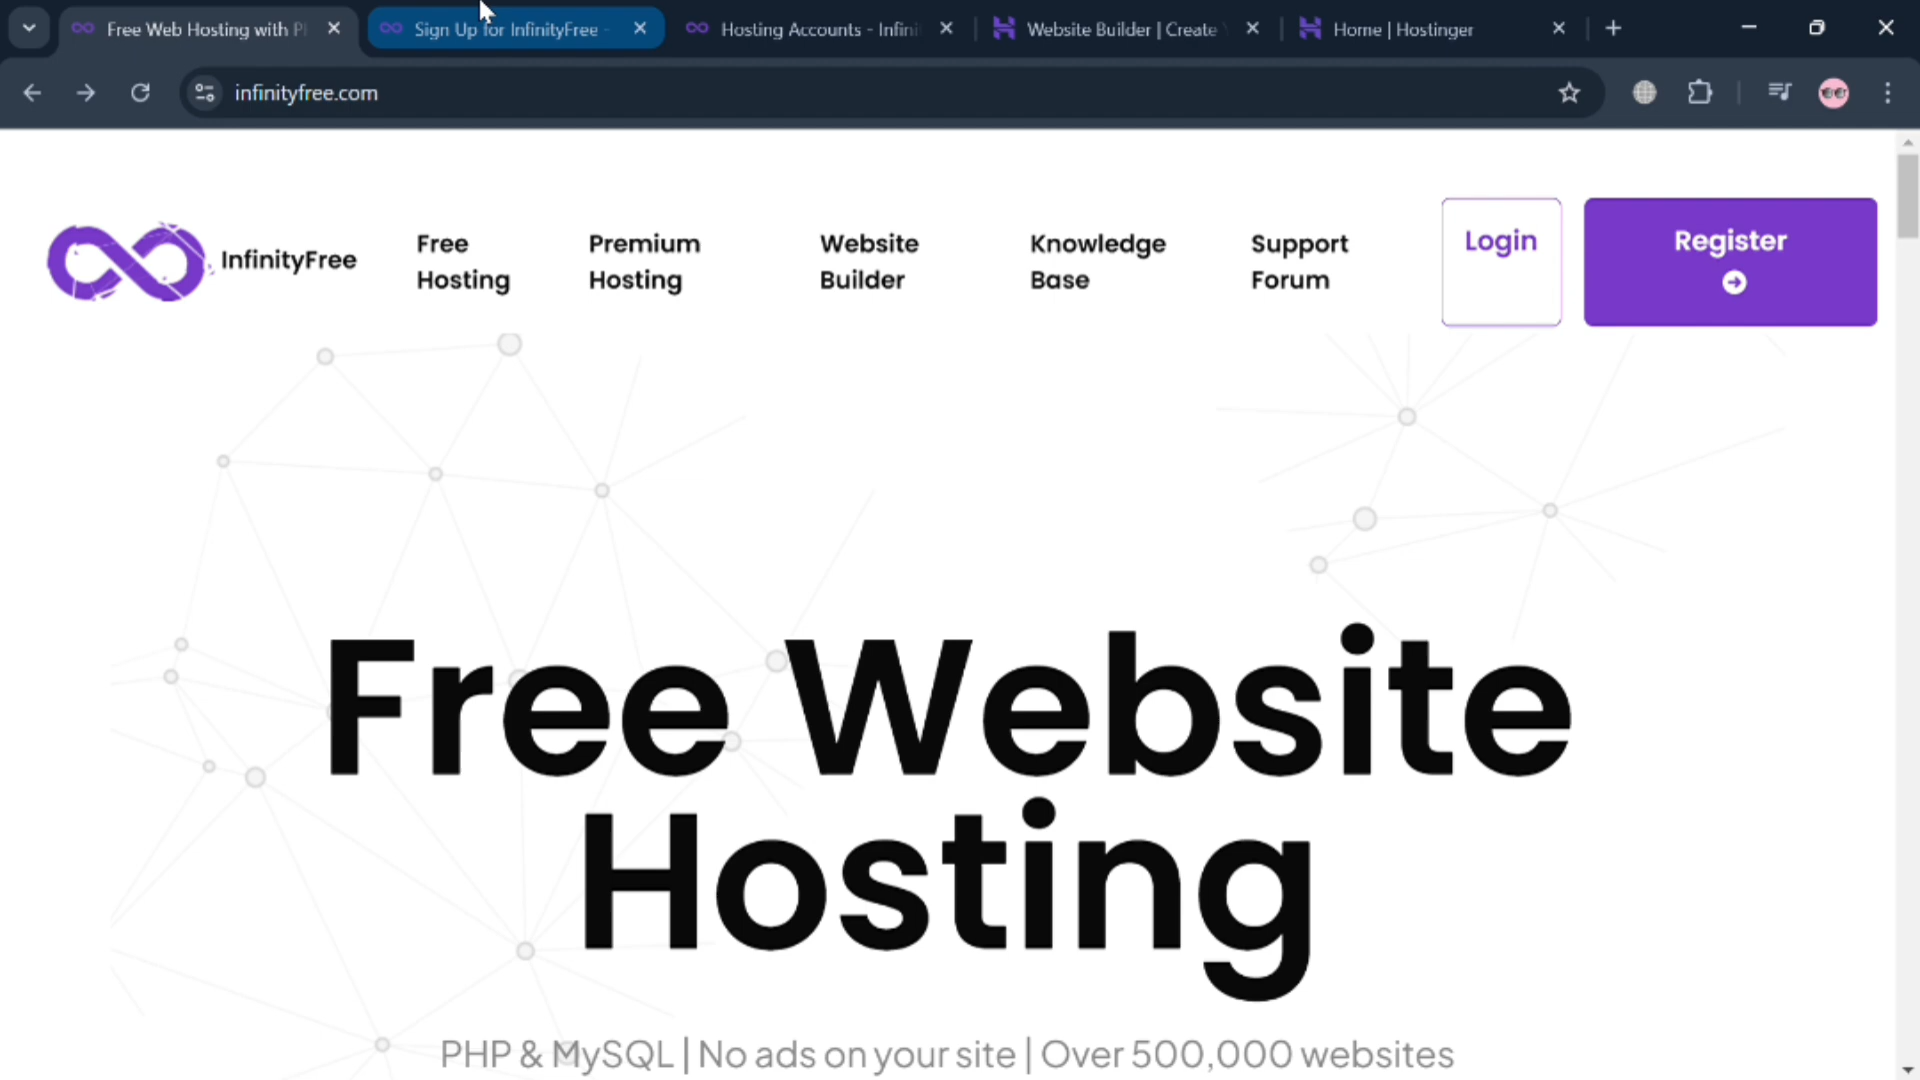 Free Web Hosting with P
Sign Up for InfinityFree -
Hosting Accounts - Infini
Website Builder | Create
Home | Hostinger
infinityfree.com
InfinityFree
Free
Hosting
Premium
Hosting
Website
Builder
Knowledge
Base
Support
Forum
Login
Register
Free Website
Hosting
PHP & MySQL | No ads on your site | Over 500,000 websites